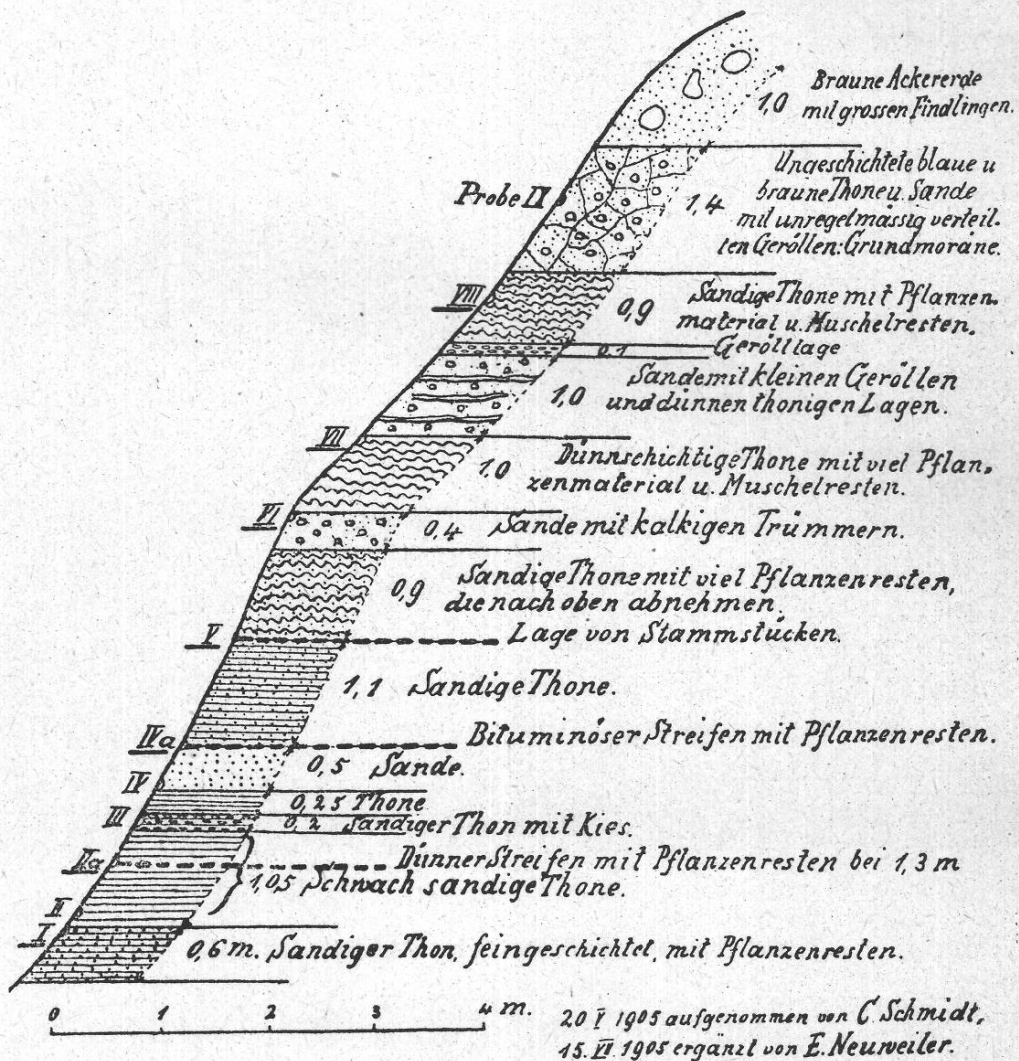 1,0 Braune Ackererde
mit grossen Findlingen.
Probe IX
1,4 Ungeschichtete blaue u
braune Thone u. Sande
mit unregelmässig verteil-
ten Geröllen: Grundmoräne.
VIII
0,9 Sandige Thone mit Pflanzen-
material u. Muschelresten.
0,1 Gerölllage
1,0 Sande mit kleinen Geröllen
und dünnen thonigen Lagen.
VII
1,0 Dünnschichtige Thone mit viel Pflan-
zenmaterial u. Muschelresten.
VI
0,4 Sande mit kalkigen Trümmern.
0,9 Sandige Thone mit viel Pflanzenresten,
die nach oben abnehmen.
V Lage von Stammstücken.
1,1 Sandige Thone.
IVa Bituminöser Streifen mit Pflanzenresten.
0,5 Sande.
IV
0,25 Thone
III 0,2 Sandiger Thon mit Kies.
IIa Dünner Streifen mit Pflanzenresten bei 1,3 m
1,05 Schwach sandige Thone.
II
I
0,6 m. Sandiger Thon, feingeschichtet, mit Pflanzenresten.
0 1 2 3 4 m.
20 V 1905 aufgenommen von C. Schmidt,
15. VI. 1905 ergänzt von E. Neuweiler.